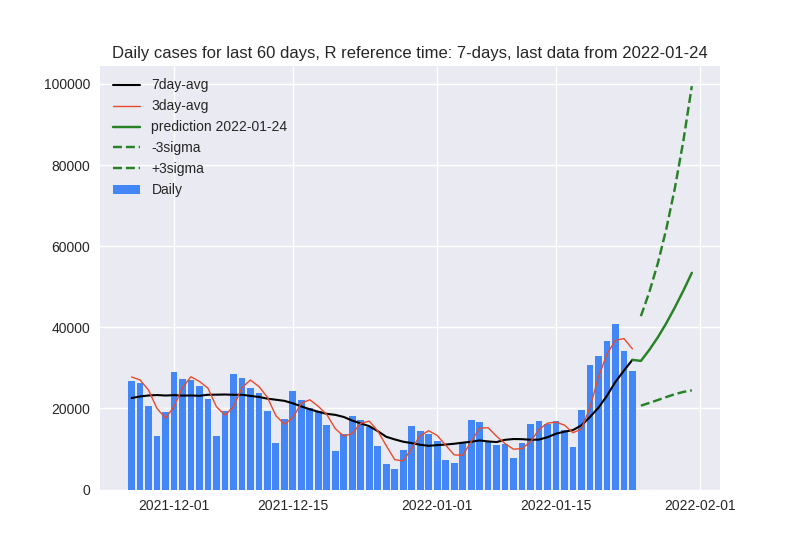 Daily cases for last 60 days, R reference time: 7-days, last data from 2022-01-24
7day-avg
3day-avg
prediction 2022-01-24
-3sigma
+3sigma
Daily
100000
80000
60000
40000
20000
0
2021-12-01 2021-12-15 2022-01-01 2022-01-15 2022-02-01